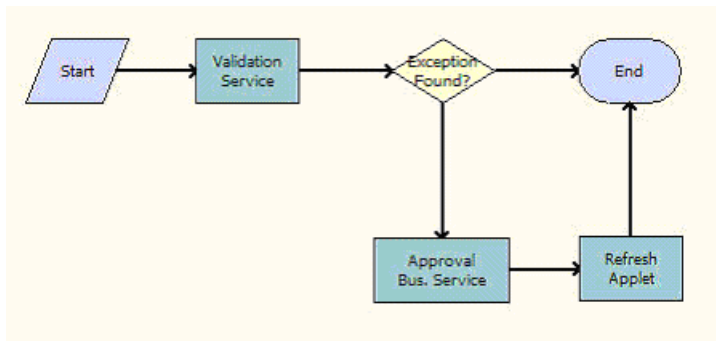 Start
Validation
Service
Exception
Found?
End
Approval
Bus. Service
Refresh
Applet